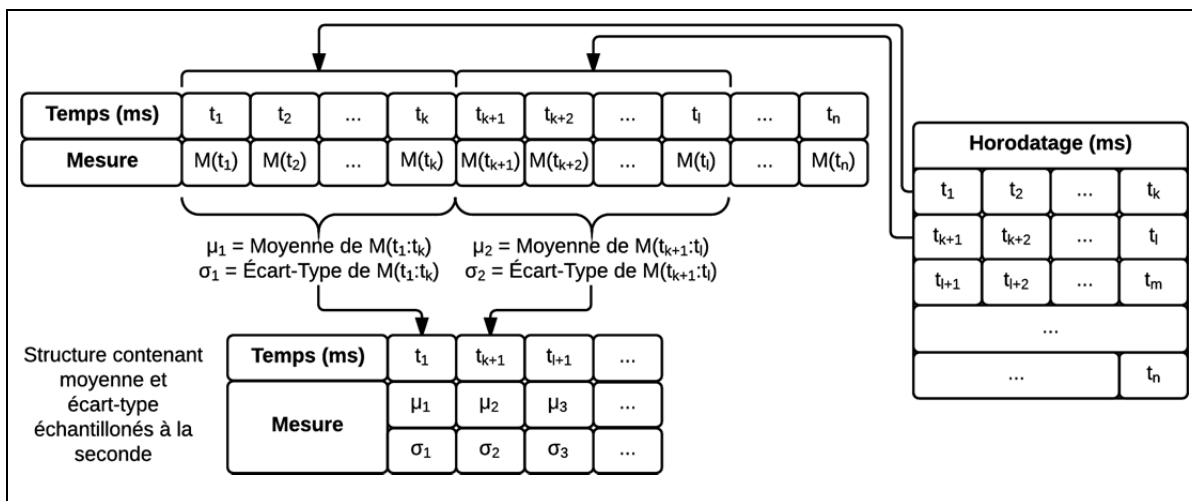 Temps (ms) t₁ t₂ ... tₖ tₖ₊₁ tₖ₊₂ ... tₗ ... tₙ
Mesure M(t₁) M(t₂) ... M(tₖ) M(tₖ₊₁) M(tₖ₊₂) ... M(tₗ) ... M(tₙ)
μ₁ = Moyenne de M(t₁:tₖ)
σ₁ = Écart-Type de M(t₁:tₖ)
μ₂ = Moyenne de M(tₖ₊₁:tₗ)
σ₂ = Écart-Type de M(tₖ₊₁:tₗ)
Horodatage (ms)
t₁ t₂ ... tₖ
tₖ₊₁ tₖ₊₂ ... tₗ
tₗ₊₁ tₗ₊₂ ... tₘ
...
... tₙ
Structure contenant
moyenne et
écart-type
échantillonés à la
seconde
Temps (ms) t₁ tₖ₊₁ tₗ₊₁ ...
Mesure
μ₁ μ₂ μ₃ ...
σ₁ σ₂ σ₃ ...